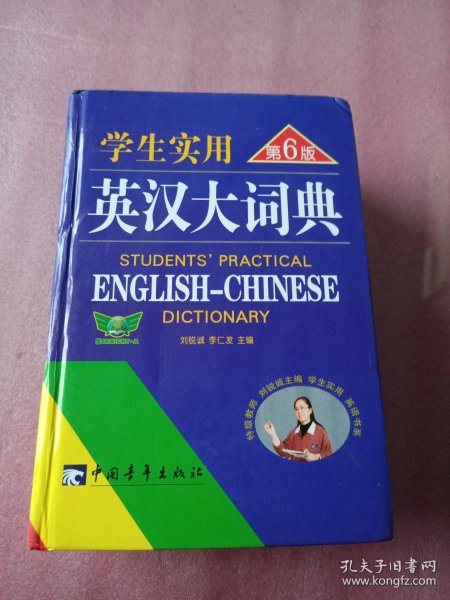 学生实用
第6版
英汉大词典
STUDENTS' PRACTICAL
ENGLISH-CHINESE
DICTIONARY
STRAIGHT-A
刘锐诚 李仁发 主编
特级教师 刘锐诚主编 学生实用 英语书系
中国青年出版社
孔夫子旧书网
www.kongfz.com